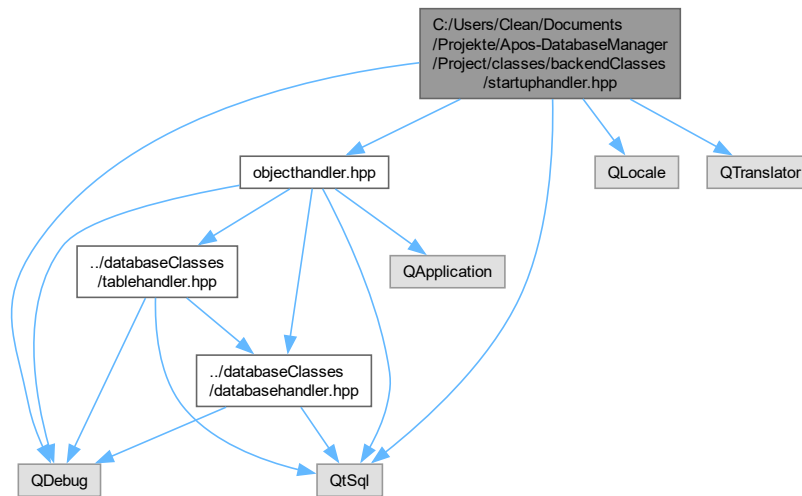 C:/Users/Clean/Documents
/Projekte/Apos-DatabaseManager
/Project/classes/backendClasses
/startuphandler.hpp
objecthandler.hpp
QLocale
QTranslator
../databaseClasses
/tablehandler.hpp
QApplication
../databaseClasses
/databasehandler.hpp
QDebug
QtSql